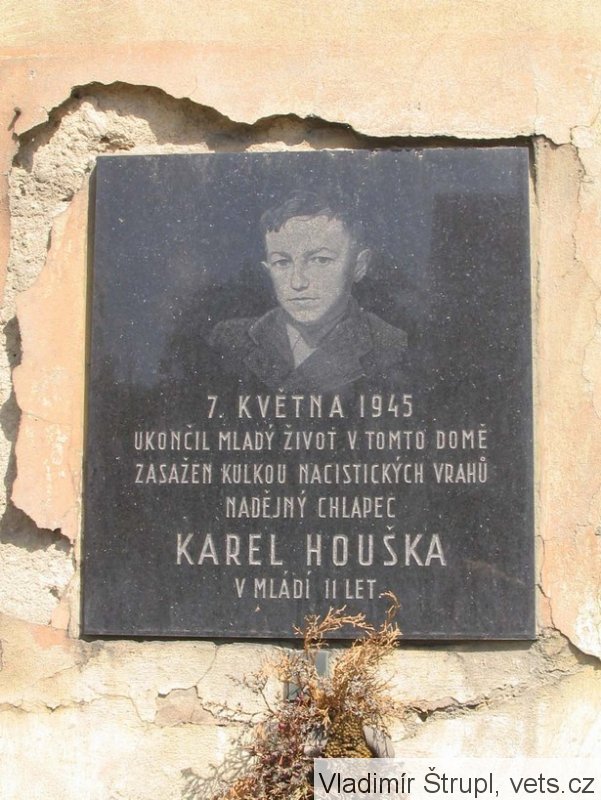 7. KVĚTNA 1945
UKONČIL MLADÝ ŽIVOT V TOMTO DOMĚ
ZASAŽEN KULKOU NACISTICKÝCH VRAHŮ
NADĚJNÝ CHLAPEC
KAREL HOUŠKA
V MLÁDÍ 11 LET.
Vladimír Štrupl, vets.cz